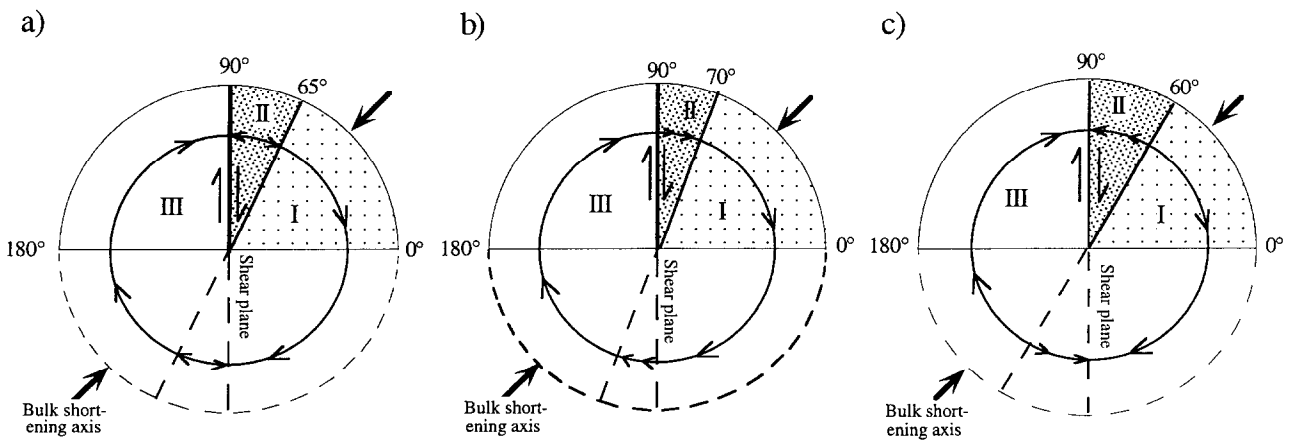 a)
90°
65°
II
III
I
180°
0°
Shear plane
Bulk short-
ening axis
b)
90°
70°
II
III
I
180°
0°
Shear plane
Bulk short-
ening axis
c)
90°
60°
II
III
I
180°
0°
Shear plane
Bulk short-
ening axis